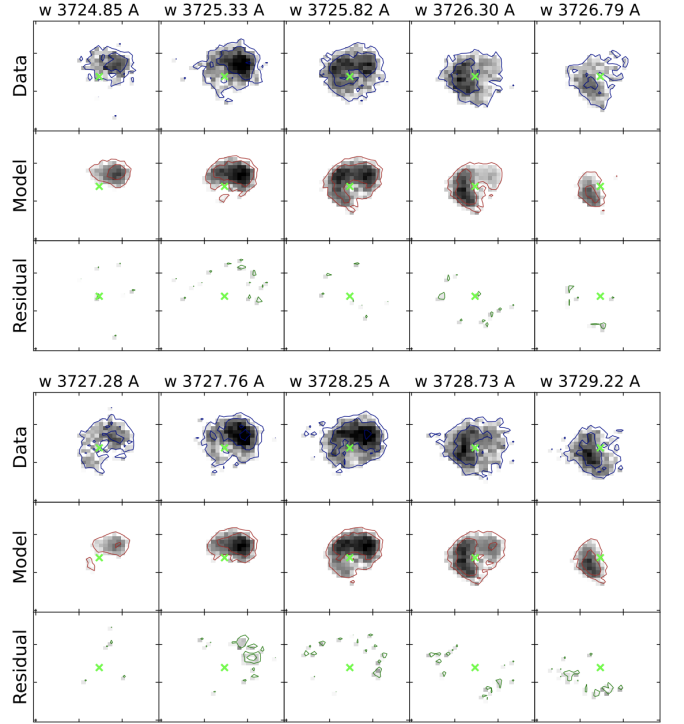 w 3724.85 A w 3725.33 A w 3725.82 A w 3726.30 A w 3726.79 A
Data
Model
Residual
w 3727.28 A w 3727.76 A w 3728.25 A w 3728.73 A w 3729.22 A
Data
Model
Residual